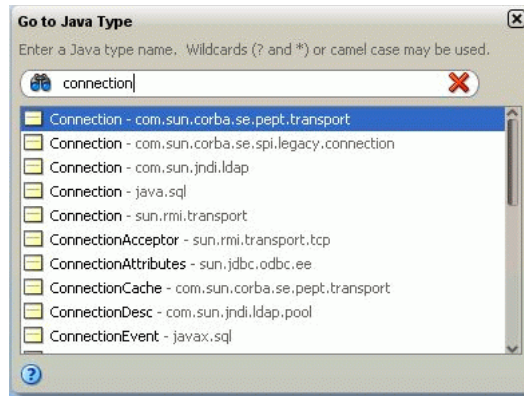 Go to Java Type
Enter a Java type name. Wildcards (? and *) or camel case may be used.
connection
Connection - com.sun.corba.se.pept.transport
Connection - com.sun.corba.se.spi.legacy.connection
Connection - com.sun.jndi.ldap
Connection - java.sql
Connection - sun.rmi.transport
ConnectionAcceptor - sun.rmi.transport.tcp
ConnectionAttributes - sun.jdbc.odbc.ee
ConnectionCache - com.sun.corba.se.pept.transport
ConnectionDesc - com.sun.jndi.ldap.pool
ConnectionEvent - javax.sql
?